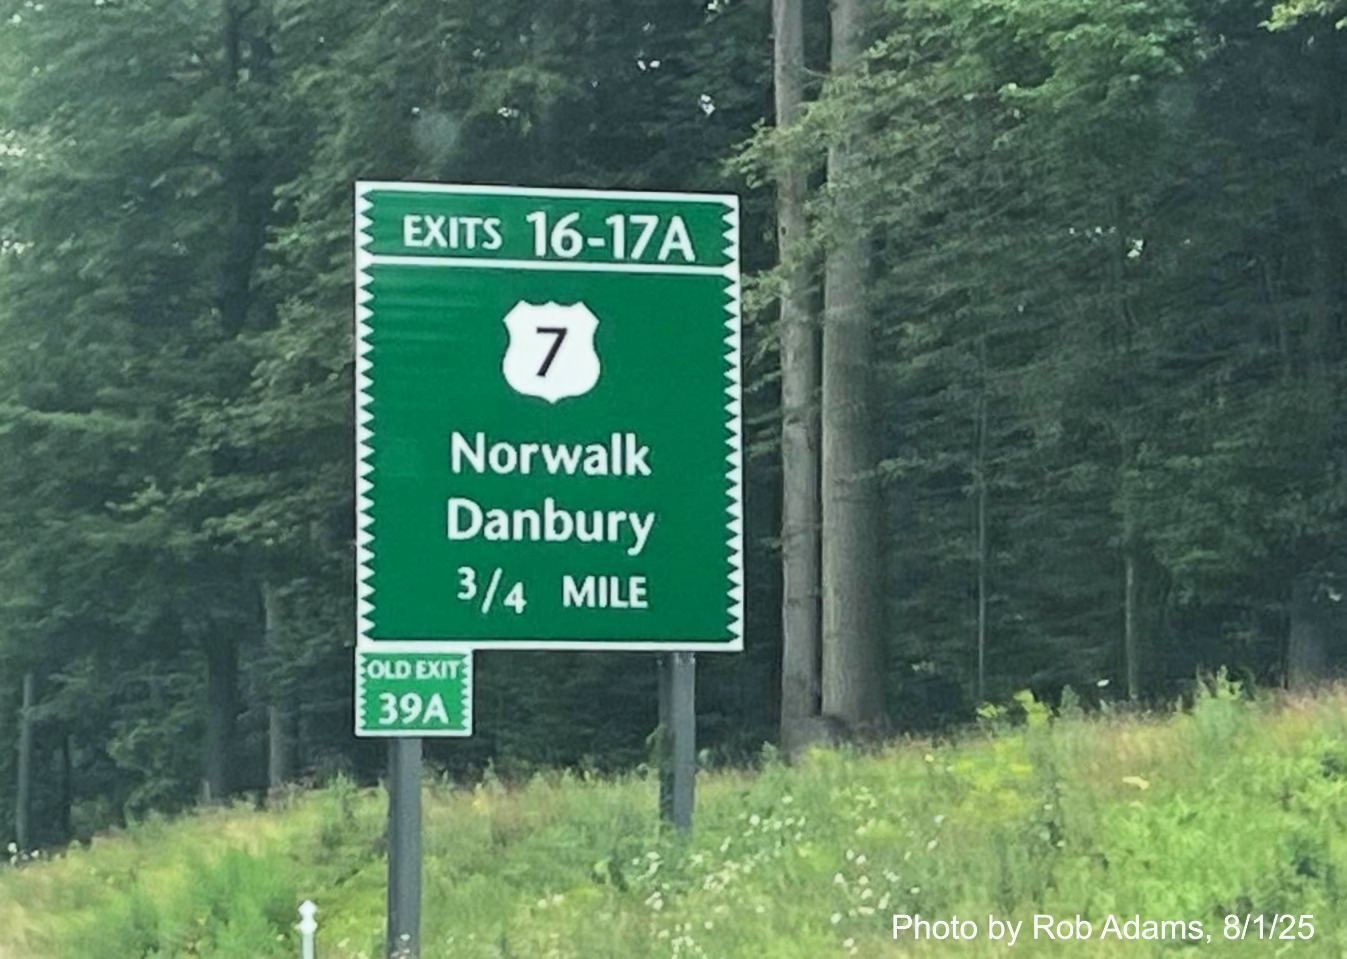 EXITS 16-17A
7
Norwalk
Danbury
3/4 MILE
OLD EXIT
39A
Photo by Rob Adams, 8/1/25